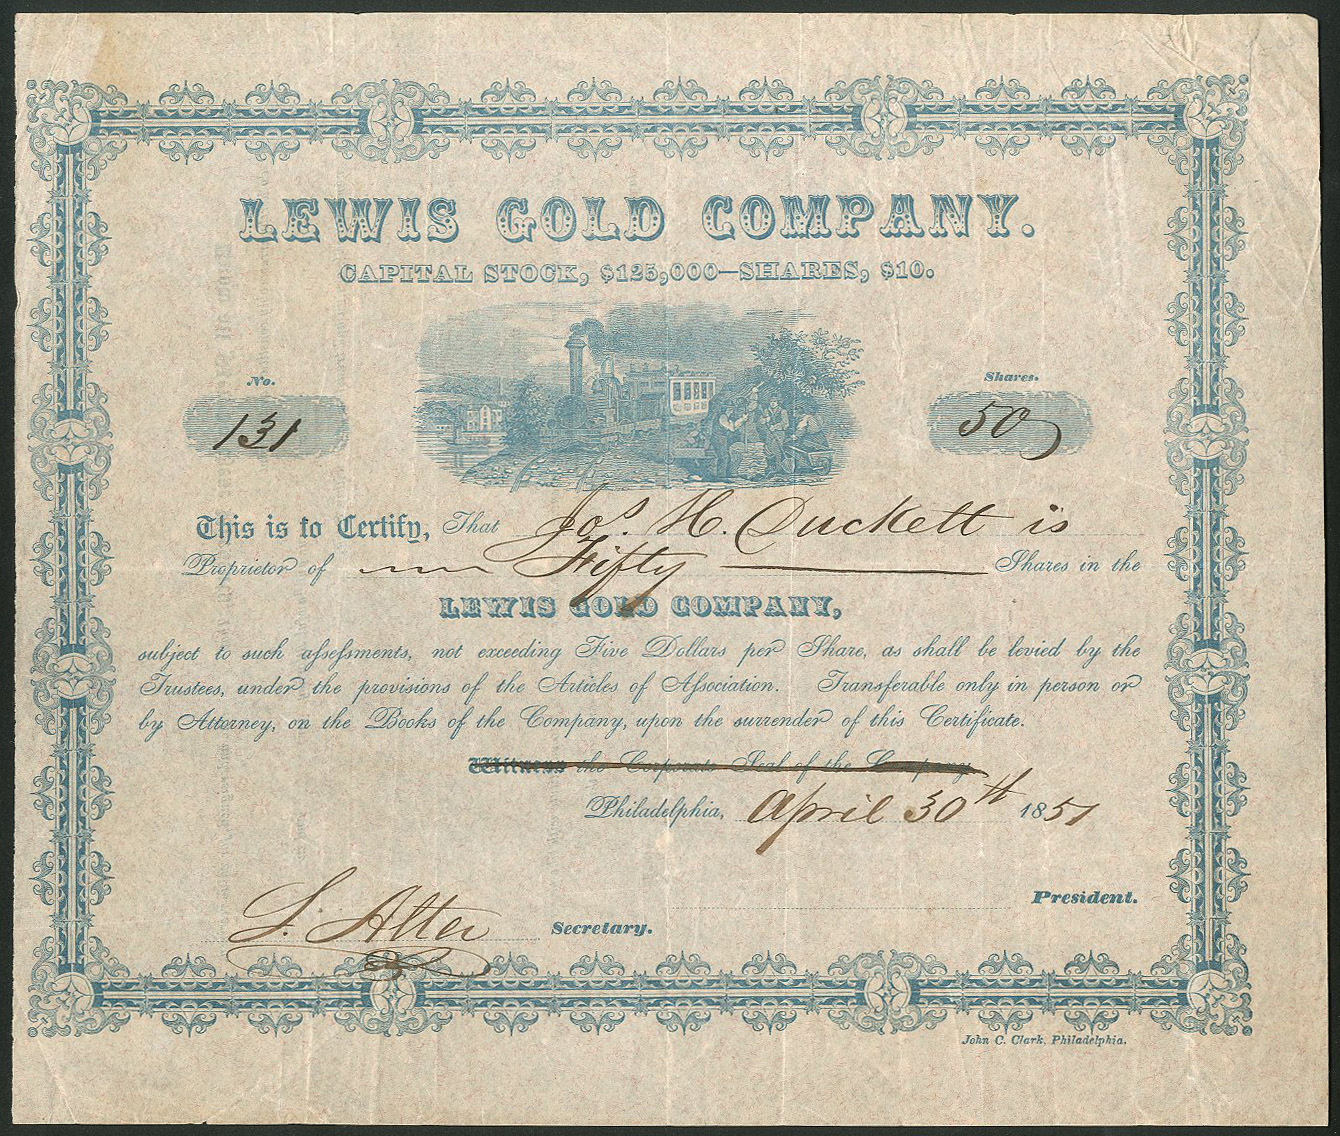 LEWIS GOLD COMPANY.
CAPITAL STOCK, $125,000—SHARES, $10.
No. Shares.
131 50
This is to Certify, That Jos. H. Duckett is
Proprietor of Fifty Shares in the
LEWIS GOLD COMPANY,
subject to such assessments, not exceeding Five Dollars per Share, as shall be levied by the
Trustees, under the provisions of the Articles of Association. Transferable only in person or
by Attorney, on the Books of the Company, upon the surrender of this Certificate.
Witness the Corporate Seal of the Company,
Philadelphia, April 30th 1851
President.
S. Alter Secretary.
John C. Clark, Philadelphia.